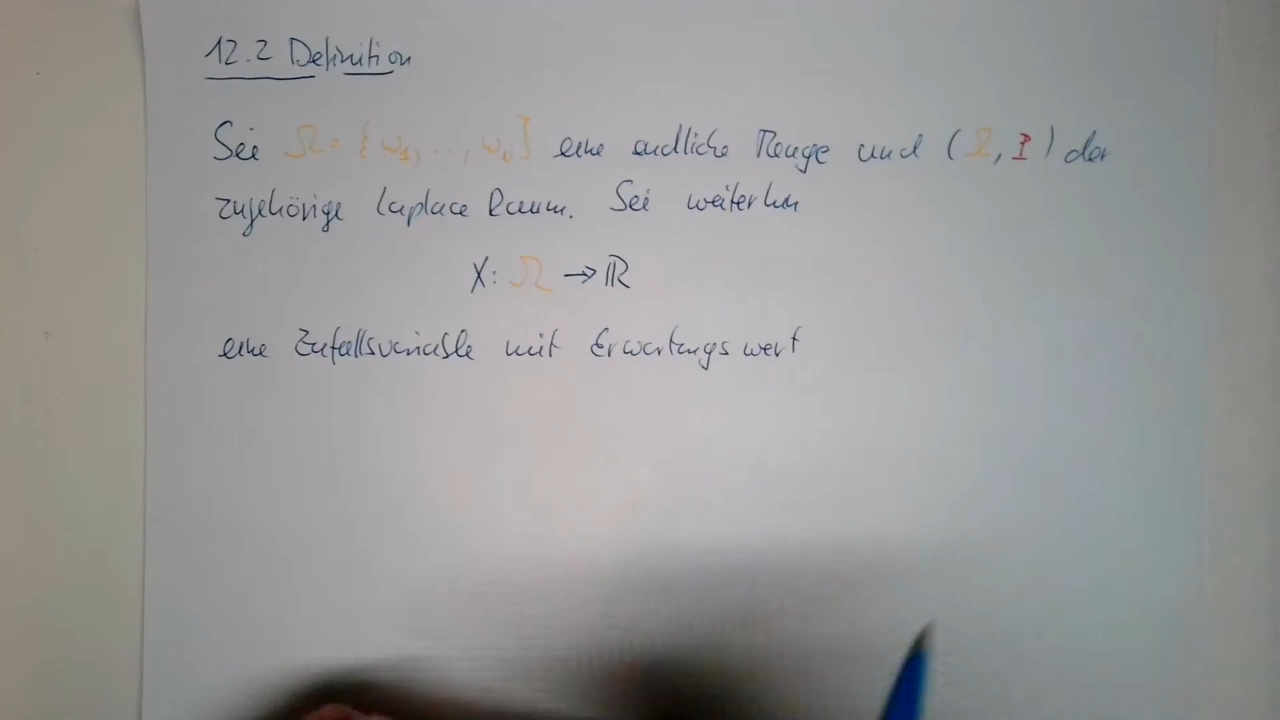 12.2 Definition
Sei Ω = {ω₁, ..., ωₙ} eine endliche Menge und (Ω, P) der
zugehörige Laplace Raum. Sei weiterhin
X: Ω → ℝ
eine Zufallsvariable mit Erwartungswert